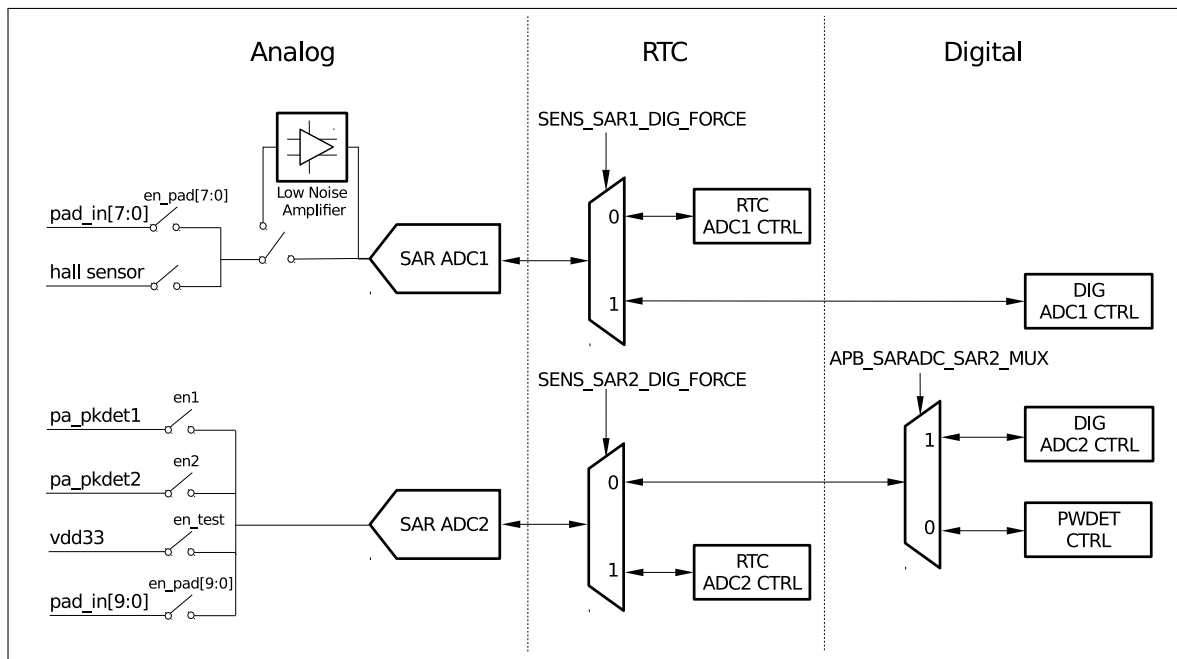 Analog
RTC
Digital
SENS_SAR1_DIG_FORCE
en_pad[7:0]
Low Noise
Amplifier
pad_in[7:0]
hall sensor
SAR ADC1
0
1
RTC
ADC1 CTRL
DIG
ADC1 CTRL
SENS_SAR2_DIG_FORCE
APB_SARADC_SAR2_MUX
en1
pa_pkdet1
en2
pa_pkdet2
en_test
vdd33
en_pad[9:0]
pad_in[9:0]
SAR ADC2
0
1
RTC
ADC2 CTRL
1
0
DIG
ADC2 CTRL
PWDET
CTRL